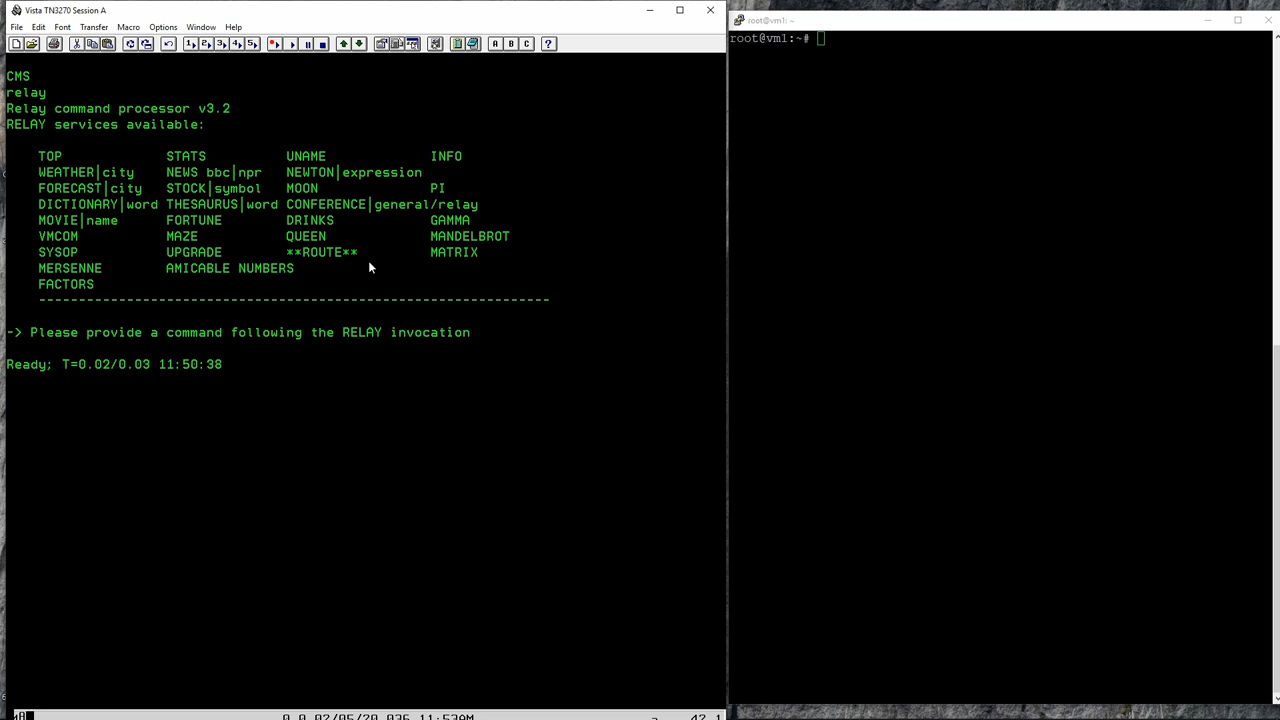 Vista TN3270 Session A
File Edit Font Transfer Macro Options Window Help
CMS
relay
Relay command processor v3.2
RELAY services available:
TOP STATS UNAME INFO
WEATHER|city NEWS bbc|npr NEWTON|expression
FORECAST|city STOCK|symbol MOON PI
DICTIONARY|word THESAURUS|word CONFERENCE|general/relay
MOVIE|name FORTUNE DRINKS GAMMA
VMCOM MAZE QUEEN MANDELBROT
SYSOP UPGRADE **ROUTE** MATRIX
MERSENNE AMICABLE NUMBERS
FACTORS
----------------------------------------------------------------
-> Please provide a command following the RELAY invocation
Ready; T=0.02/0.03 11:50:38
root@vm1: ~
root@vm1:~#